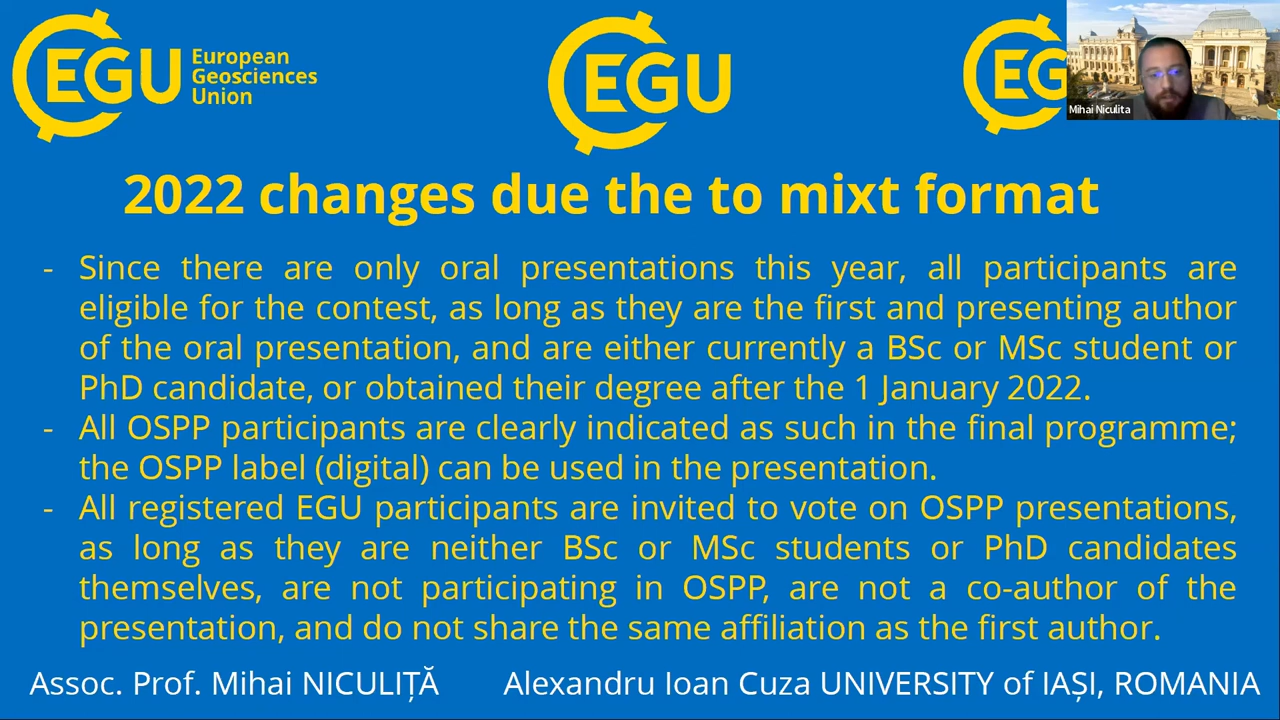 EGU
European
Geosciences
Union
EGU
EG
Mihai Niculita
2022 changes due the to mixt format
- Since there are only oral presentations this year, all participants are
eligible for the contest, as long as they are the first and presenting author
of the oral presentation, and are either currently a BSc or MSc student or
PhD candidate, or obtained their degree after the 1 January 2022.
- All OSPP participants are clearly indicated as such in the final programme;
the OSPP label (digital) can be used in the presentation.
- All registered EGU participants are invited to vote on OSPP presentations,
as long as they are neither BSc or MSc students or PhD candidates
themselves, are not participating in OSPP, are not a co-author of the
presentation, and do not share the same affiliation as the first author.
Assoc. Prof. Mihai NICULIȚĂ Alexandru Ioan Cuza UNIVERSITY of IAȘI, ROMANIA